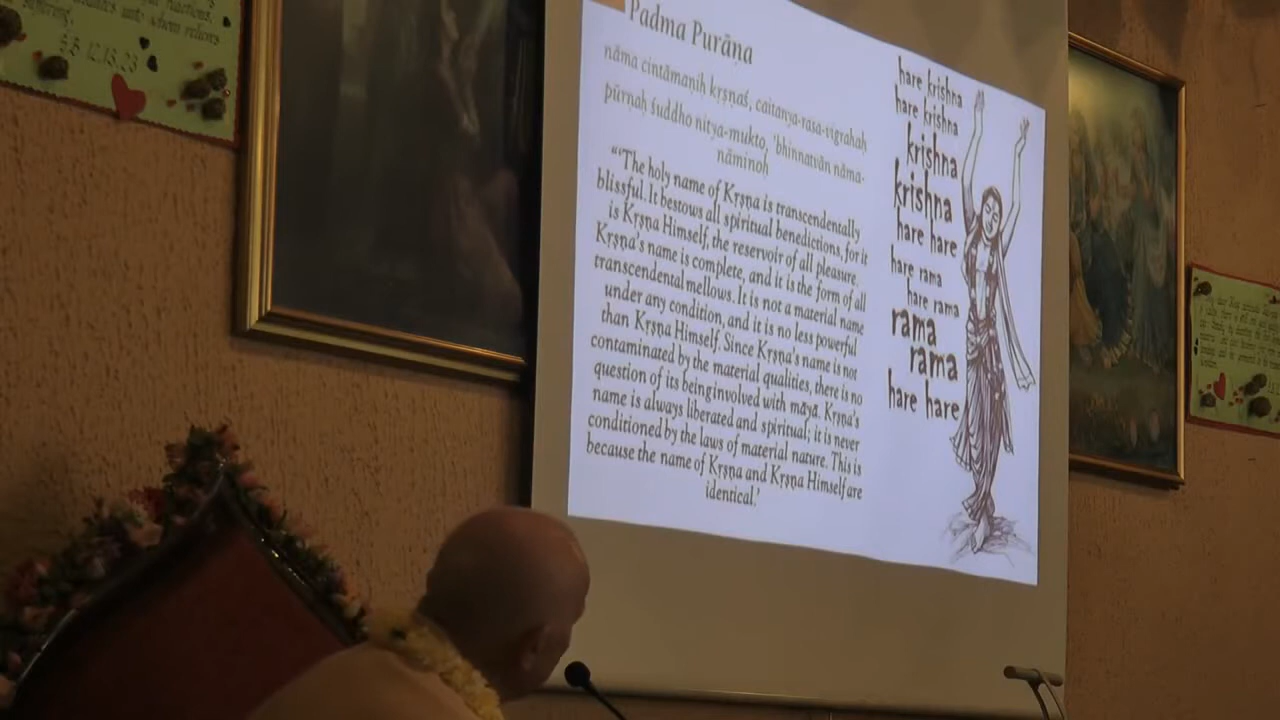 suffering,
S.B 12.13.23
Padma Purāṇa
nāma cintāmaṇiḥ kṛṣṇaś, caitanya-rasa-vigrahaḥ
pūrṇaḥ śuddho nitya-mukto, 'bhinnatvān nāma-
nāminoḥ
“‘The holy name of Kṛṣṇa is transcendentally
blissful. It bestows all spiritual benedictions, for it
is Kṛṣṇa Himself, the reservoir of all pleasure.
Kṛṣṇa's name is complete, and it is the form of all
transcendental mellows. It is not a material name
under any condition, and it is no less powerful
than Kṛṣṇa Himself. Since Kṛṣṇa's name is not
contaminated by the material qualities, there is no
question of its beinginvolved with māyā. Kṛṣṇa's
name is always liberated and spiritual; it is never
conditioned by the laws of material nature. This is
because the name of Kṛṣṇa and Kṛṣṇa Himself are
identical.’
hare krishna
hare krishna
krishna
krishna
hare hare
hare rama
hare rama
rama
rama
hare hare